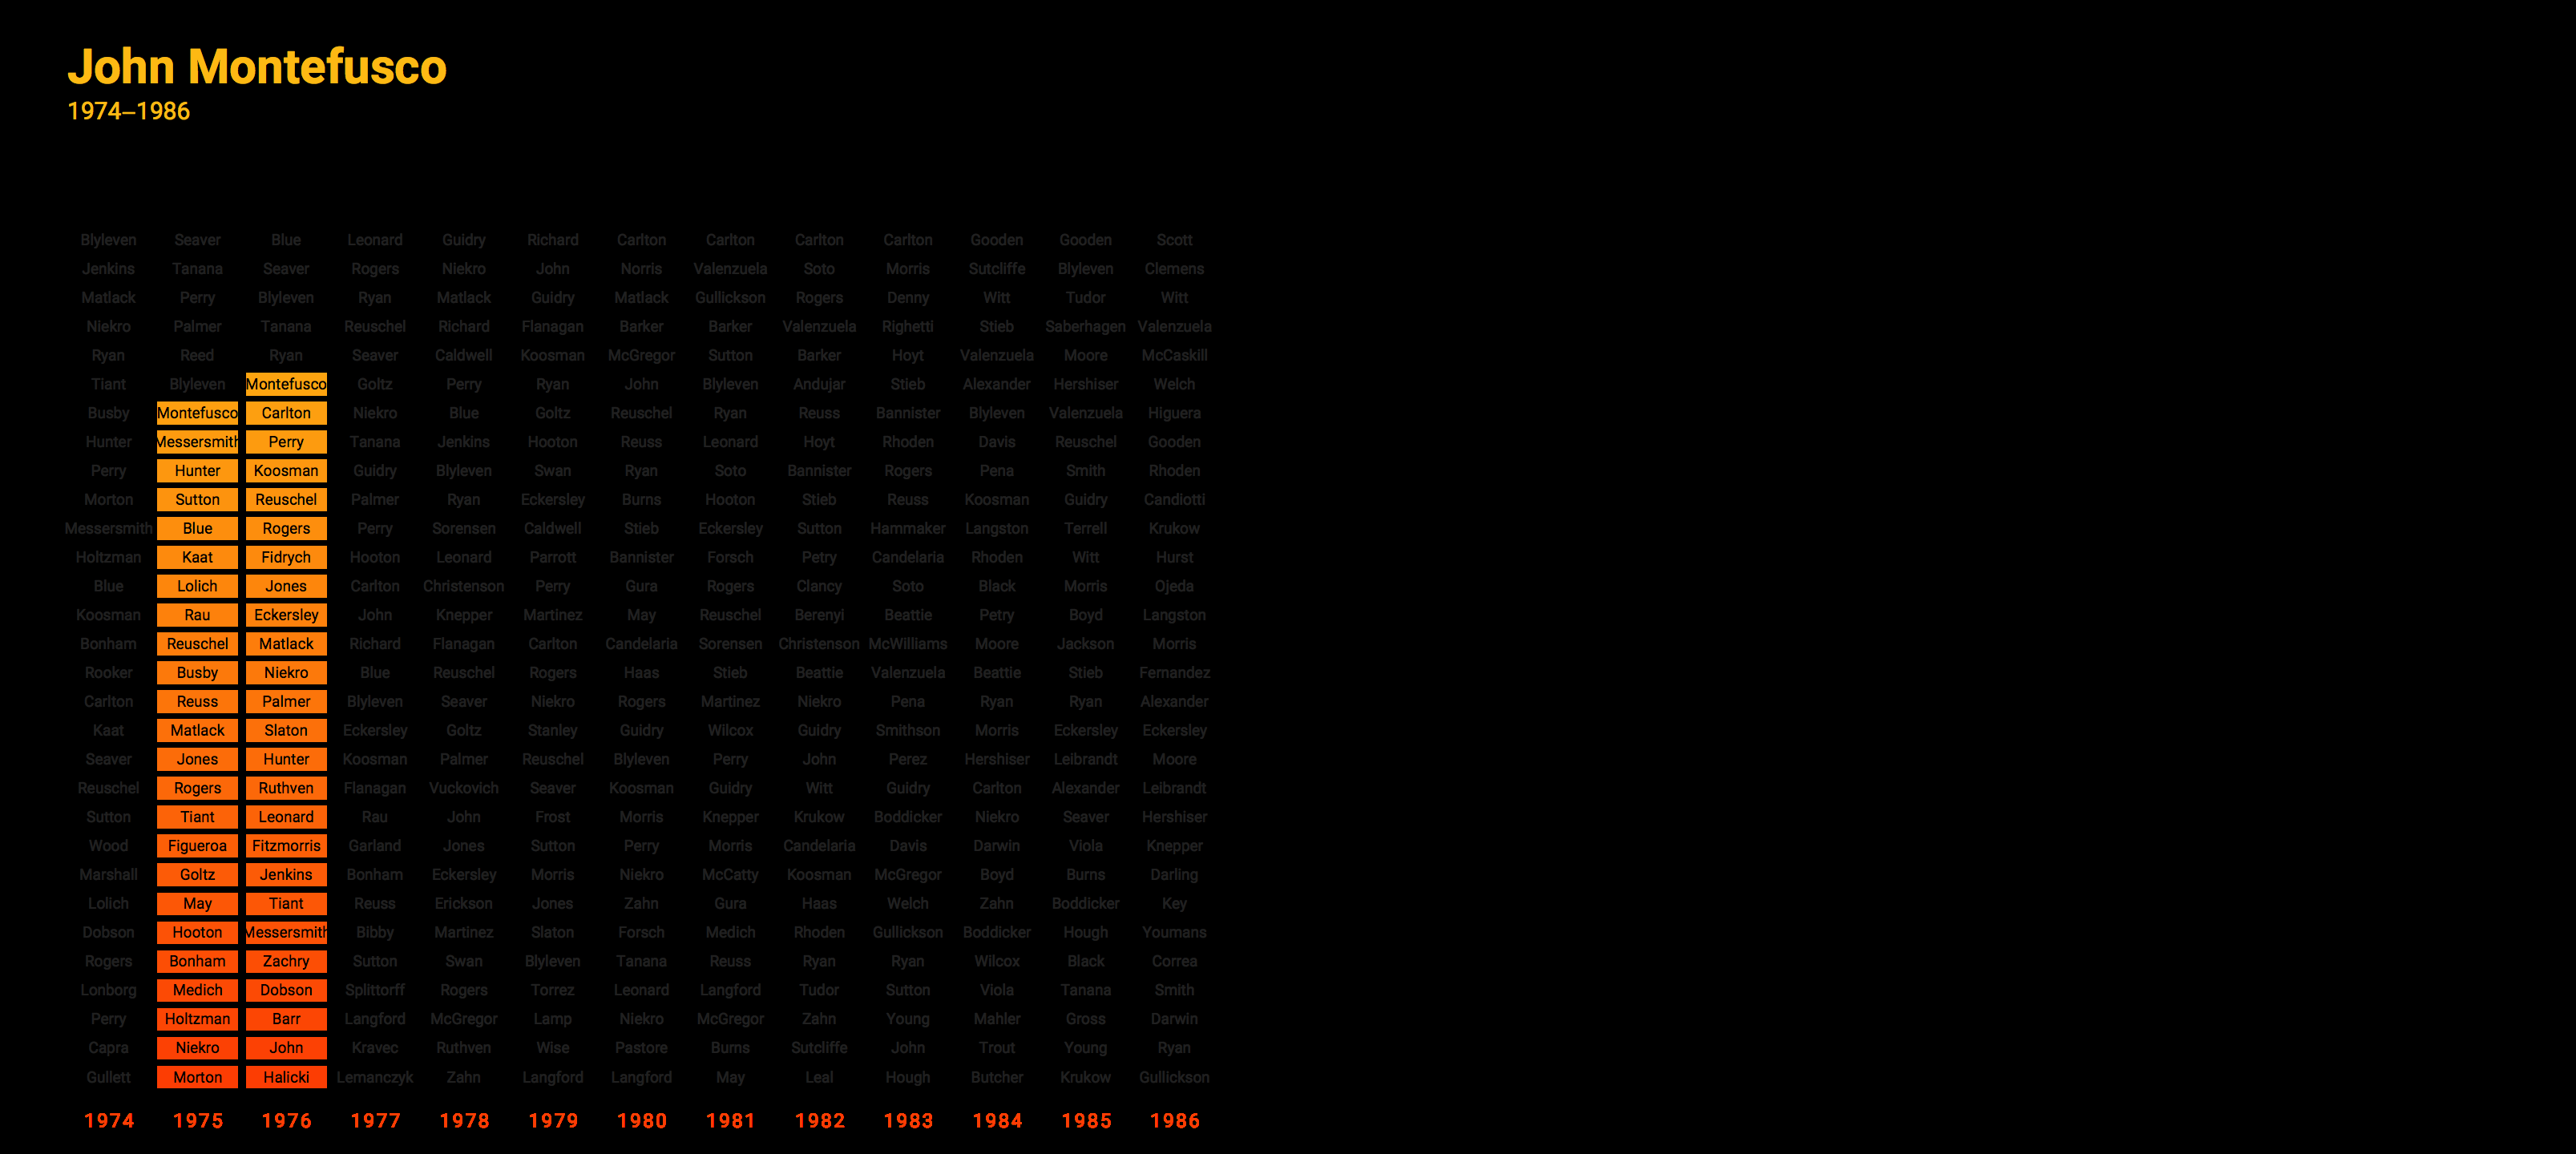 John Montefusco
1974–1986
Blyleven Seaver Blue Leonard Guidry Richard Carlton Carlton Carlton Carlton Gooden Gooden Scott
Jenkins Tanana Seaver Rogers Niekro John Norris Valenzuela Soto Morris Sutcliffe Blyleven Clemens
Matlack Perry Blyleven Ryan Matlack Guidry Matlack Gullickson Rogers Denny Witt Tudor Witt
Niekro Palmer Tanana Reuschel Richard Flanagan Barker Barker Valenzuela Righetti Stieb Saberhagen Valenzuela
Ryan Reed Ryan Seaver Caldwell Koosman McGregor Sutton Barker Hoyt Valenzuela Moore McCaskill
Tiant Blyleven Montefusco Goltz Perry Ryan John Blyleven Andujar Stieb Alexander Hershiser Welch
Busby Montefusco Carlton Niekro Blue Goltz Reuschel Ryan Reuss Bannister Blyleven Valenzuela Higuera
Hunter Messersmith Perry Tanana Jenkins Hooton Reuss Leonard Hoyt Rhoden Davis Reuschel Gooden
Perry Hunter Koosman Guidry Blyleven Swan Ryan Soto Bannister Rogers Pena Smith Rhoden
Morton Sutton Reuschel Palmer Ryan Eckersley Burns Hooton Stieb Reuss Koosman Guidry Candiotti
Messersmith Blue Rogers Perry Sorensen Caldwell Stieb Eckersley Sutton Hammaker Langston Terrell Krukow
Holtzman Kaat Fidrych Hooton Leonard Parrott Bannister Forsch Petry Candelaria Rhoden Witt Hurst
Blue Lolich Jones Carlton Christenson Perry Gura Rogers Clancy Soto Black Morris Ojeda
Koosman Rau Eckersley John Knepper Martinez May Reuschel Berenyi Beattie Petry Boyd Langston
Bonham Reuschel Matlack Richard Flanagan Carlton Candelaria Sorensen Christenson McWilliams Moore Jackson Morris
Rooker Busby Niekro Blue Reuschel Rogers Haas Stieb Beattie Valenzuela Beattie Stieb Fernandez
Carlton Reuss Palmer Blyleven Seaver Niekro Rogers Martinez Niekro Pena Ryan Ryan Alexander
Kaat Matlack Slaton Eckersley Goltz Stanley Guidry Wilcox Guidry Smithson Morris Eckersley Eckersley
Seaver Jones Hunter Koosman Palmer Reuschel Blyleven Perry John Perez Hershiser Leibrandt Moore
Reuschel Rogers Ruthven Flanagan Vuckovich Seaver Koosman Guidry Witt Guidry Carlton Alexander Leibrandt
Sutton Tiant Leonard Rau John Frost Morris Knepper Krukow Boddicker Niekro Seaver Hershiser
Wood Figueroa Fitzmorris Garland Jones Sutton Perry Morris Candelaria Davis Darwin Viola Knepper
Marshall Goltz Jenkins Bonham Eckersley Morris Niekro McCatty Koosman McGregor Boyd Burns Darling
Lolich May Tiant Reuss Erickson Jones Zahn Gura Haas Welch Zahn Boddicker Key
Dobson Hooton Messersmith Bibby Martinez Slaton Forsch Medich Rhoden Gullickson Boddicker Hough Youmans
Rogers Bonham Zachry Sutton Swan Blyleven Tanana Reuss Ryan Ryan Wilcox Black Correa
Lonborg Medich Dobson Splittorff Rogers Torrez Leonard Langford Tudor Sutton Viola Tanana Smith
Perry Holtzman Barr Langford McGregor Lamp Niekro McGregor Zahn Young Mahler Gross Darwin
Capra Niekro John Kravec Ruthven Wise Pastore Burns Sutcliffe John Trout Young Ryan
Gullett Morton Halicki Lemanczyk Zahn Langford Langford May Leal Hough Butcher Krukow Gullickson
1974 1975 1976 1977 1978 1979 1980 1981 1982 1983 1984 1985 1986